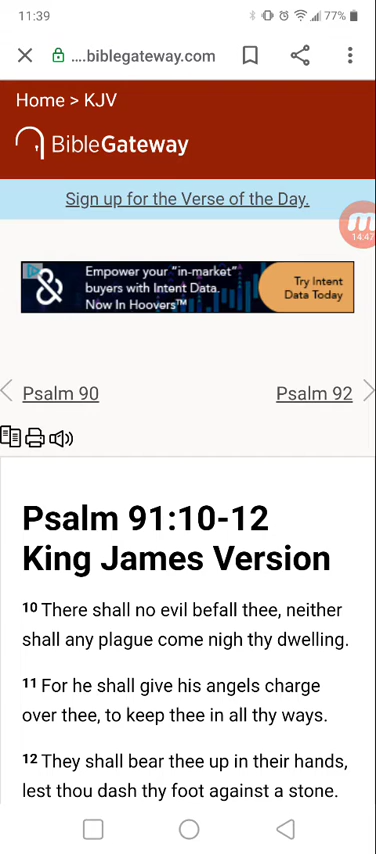 11:39
77%
....biblegateway.com
Home > KJV
BibleGateway
Sign up for the Verse of the Day.
14:47
Empower your "in-market"
buyers with Intent Data.
Now In Hoovers™
Try Intent
Data Today
Psalm 90
Psalm 92
Psalm 91:10-12
King James Version
10 There shall no evil befall thee, neither
shall any plague come nigh thy dwelling.
11 For he shall give his angels charge
over thee, to keep thee in all thy ways.
12 They shall bear thee up in their hands,
lest thou dash thy foot against a stone.